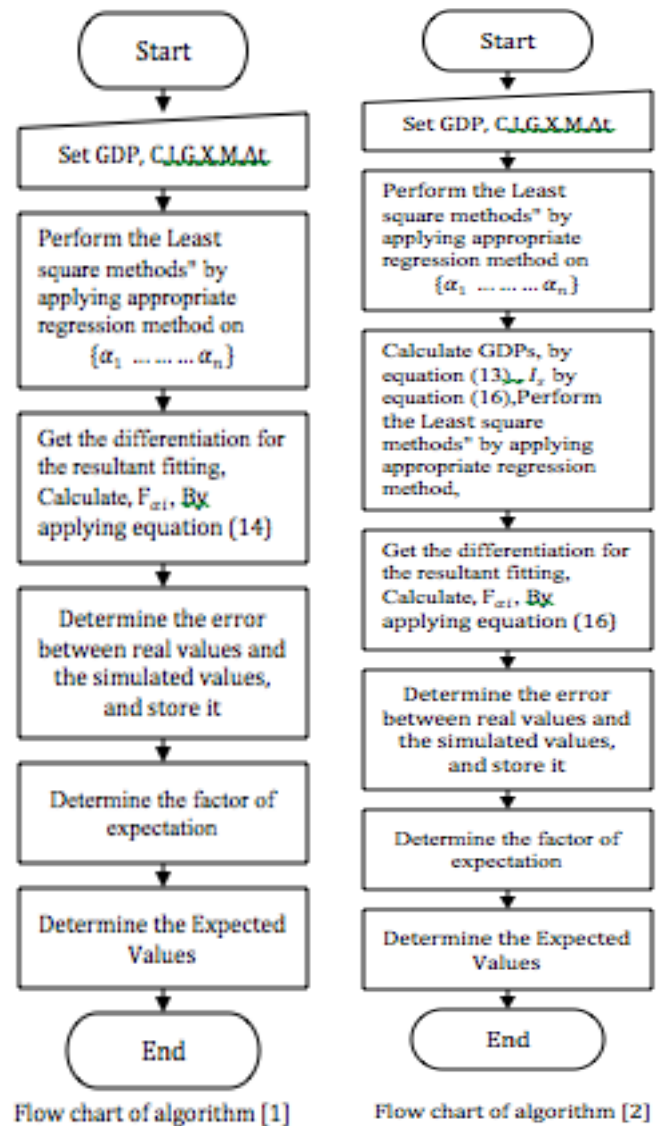 Start
Set GDP, C,I,G,X,M,Δt
Perform the Least
square methods" by
applying appropriate
regression method on
{α₁ ... ... ... αₙ}
Get the differentiation for
the resultant fitting,
Calculate, F_αi, By
applying equation (14)
Determine the error
between real values and
the simulated values,
and store it
Determine the factor of
expectation
Determine the Expected
Values
End
Flow chart of algorithm [1]
Start
Set GDP, C,I,G,X,M,Δt
Perform the Least
square methods" by
applying appropriate
regression method on
{α₁ ... ... ... αₙ}
Calculate GDPs, by
equation (13), Iₛ by
equation (16),Perform
the Least square
methods" by applying
appropriate regression
method,
Get the differentiation for
the resultant fitting,
Calculate, F_αi, By
applying equation (16)
Determine the error
between real values and
the simulated values,
and store it
Determine the factor of
expectation
Determine the Expected
Values
End
Flow chart of algorithm [2]